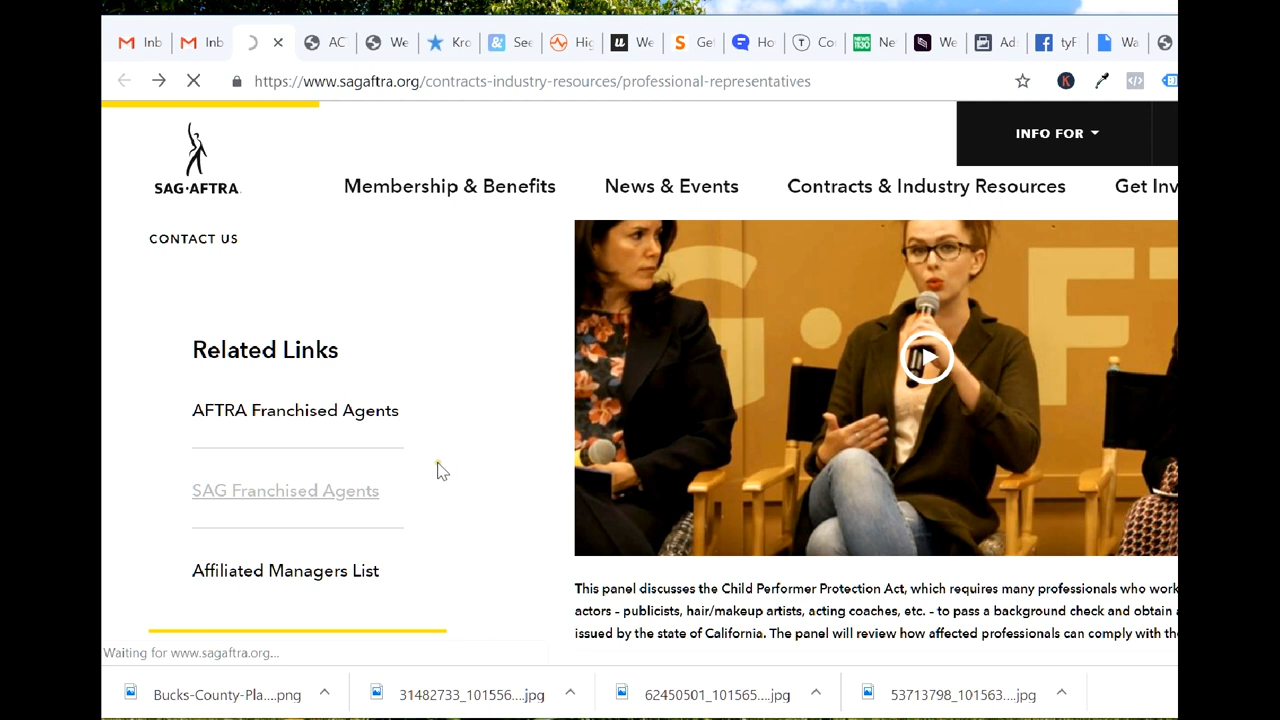 Inb
Inb
AC
We
Kro
See
Hig
We
Get
Ho
Co
NEWS 1130
Ne
We
Ad
tyF
Wa
https://www.sagaftra.org/contracts-industry-resources/professional-representatives
K
INFO FOR
SAG·AFTRA
Membership & Benefits
News & Events
Contracts & Industry Resources
Get Inv
CONTACT US
G·AFT
Related Links
AFTRA Franchised Agents
SAG Franchised Agents
Affiliated Managers List
This panel discusses the Child Performer Protection Act, which requires many professionals who work
actors - publicists, hair/makeup artists, acting coaches, etc. - to pass a background check and obtain a
issued by the state of California. The panel will review how affected professionals can comply with the
Waiting for www.sagaftra.org...
Bucks-County-Pla....png
31482733_101556....jpg
62450501_101565....jpg
53713798_101563....jpg